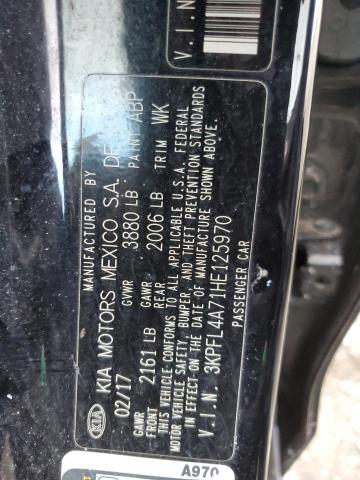 MANUFACTURED BY
KIA MOTORS MEXICO S.A. DE
02/17 GVWR 3880 LB PAINT ABP
GAWR FRONT 2161 LB GAWR REAR 2006 LB TRIM WK
THIS VEHICLE CONFORMS TO ALL APPLICABLE U.S.A. FEDERAL
MOTOR VEHICLE SAFETY, BUMPER, AND THEFT PREVENTION STANDARDS
IN EFFECT ON THE DATE OF MANUFACTURE SHOWN ABOVE.
V.I.N. 3KPFL4A71HE125970
PASSENGER CAR
KIA
V.I.N
A970